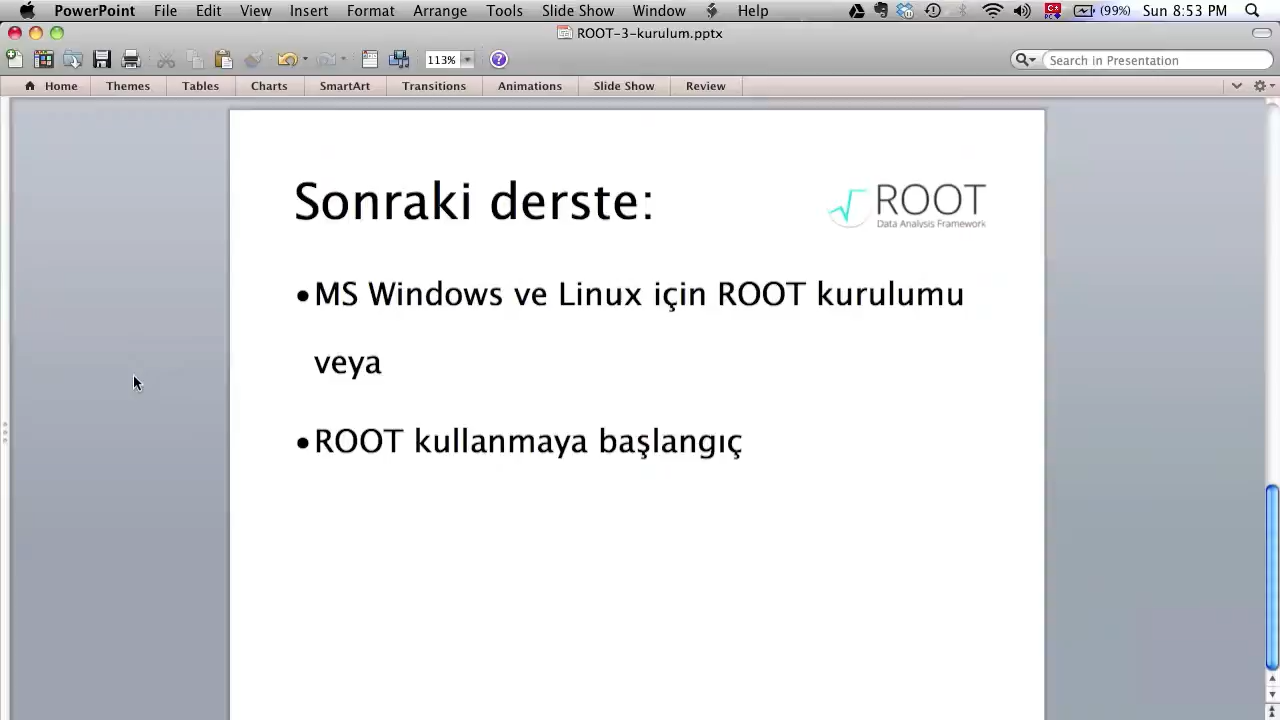 PowerPoint File Edit View Insert Format Arrange Tools Slide Show Window Help (99%) Sun 8:53 PM
ROOT-3-kurulum.pptx
113% Search in Presentation
Home Themes Tables Charts SmartArt Transitions Animations Slide Show Review
Sonraki derste:
ROOT
Data Analysis Framework
•MS Windows ve Linux için ROOT kurulumu
veya
•ROOT kullanmaya başlangıç